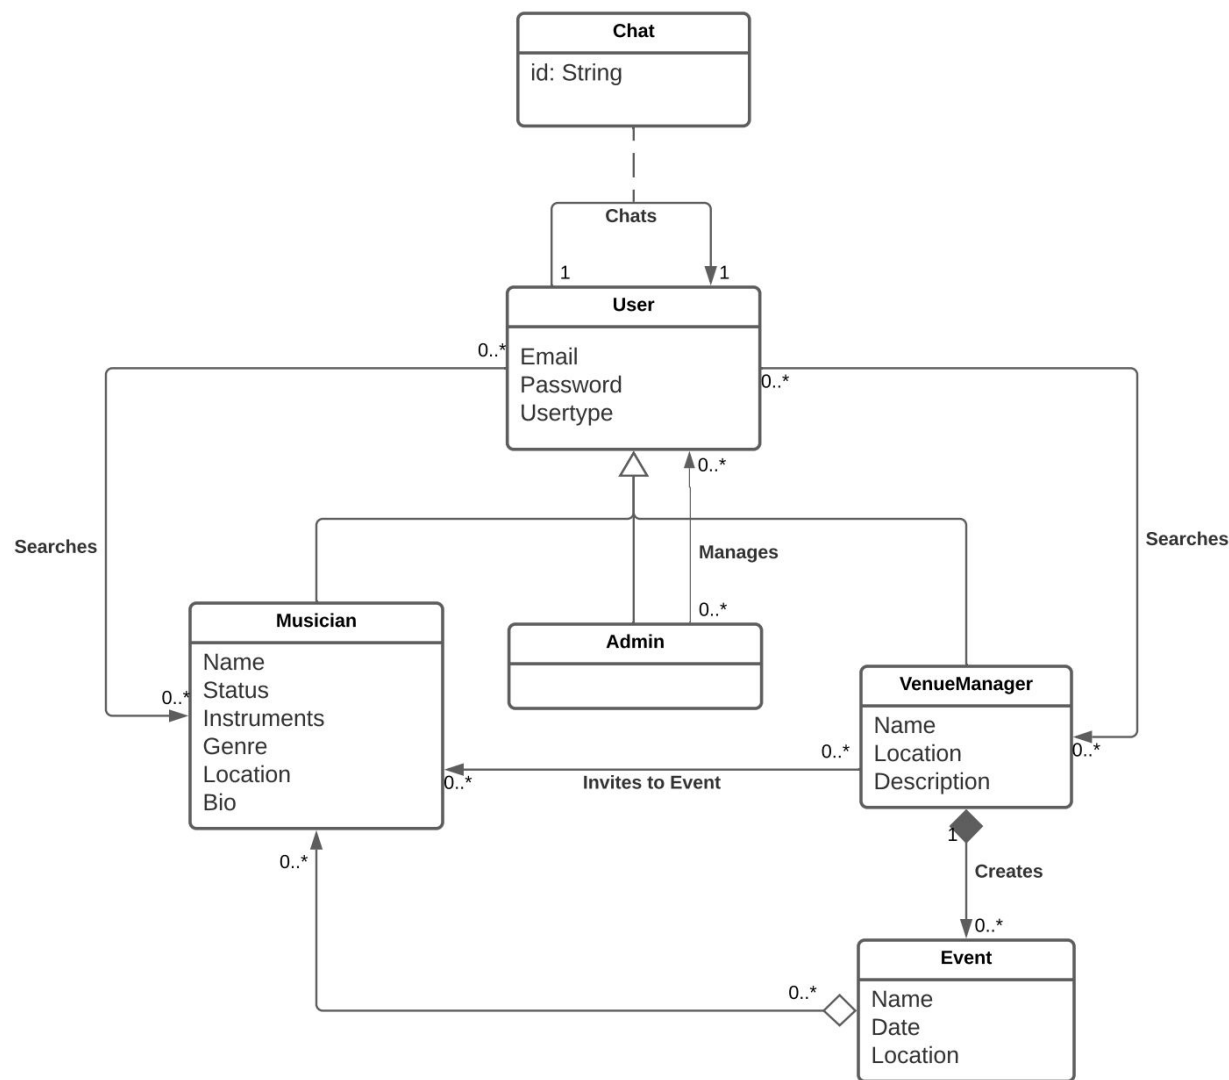 Chat
id: String
Chats
1
1
User
Email
Password
Usertype
0..*
0..*
0..*
Manages
0..*
Searches
Searches
Musician
Name
Status
Instruments
Genre
Location
Bio
0..*
Admin
VenueManager
Name
Location
Description
0..*
0..*
Invites to Event
0..*
1
Creates
0..*
0..*
0..*
Event
Name
Date
Location